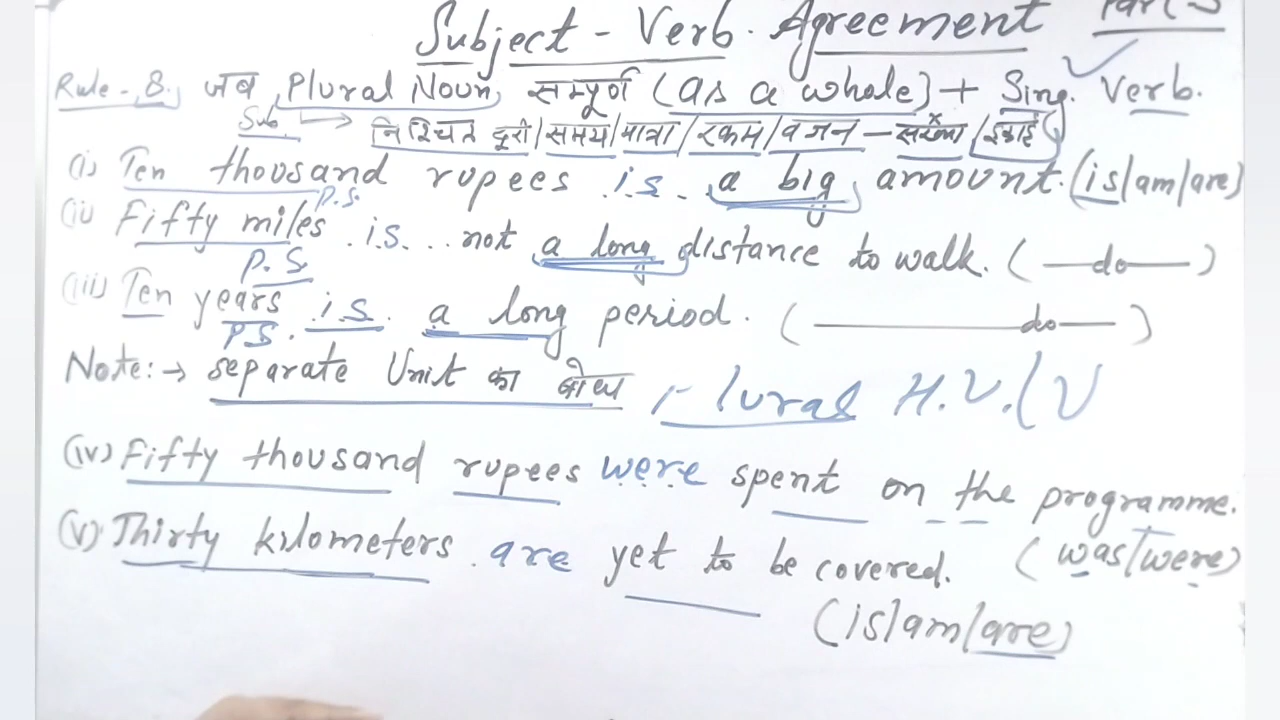 Subject - Verb Agreement Part-3
Rule-8. जब Plural Noun सम्पूर्ण (as a whole) + Sing. Verb.
Sub. → निश्चित दूरी/समय/मात्रा/रकम/वजन – संख्या/इकाई
(i) Ten thousand rupees is a big amount. (is/am/are)
P.S.
(ii) Fifty miles is... not a long distance to walk. ( —do— )
P.S.
(iii) Ten years is. a long period. ( —do— )
P.S.
Note:→ separate Unit का बोध Plural H.V.(V
(iv) Fifty thousand rupees were spent on the programme.
(was/were)
(v) Thirty kilometers are yet to be covered.
(is/am/are)